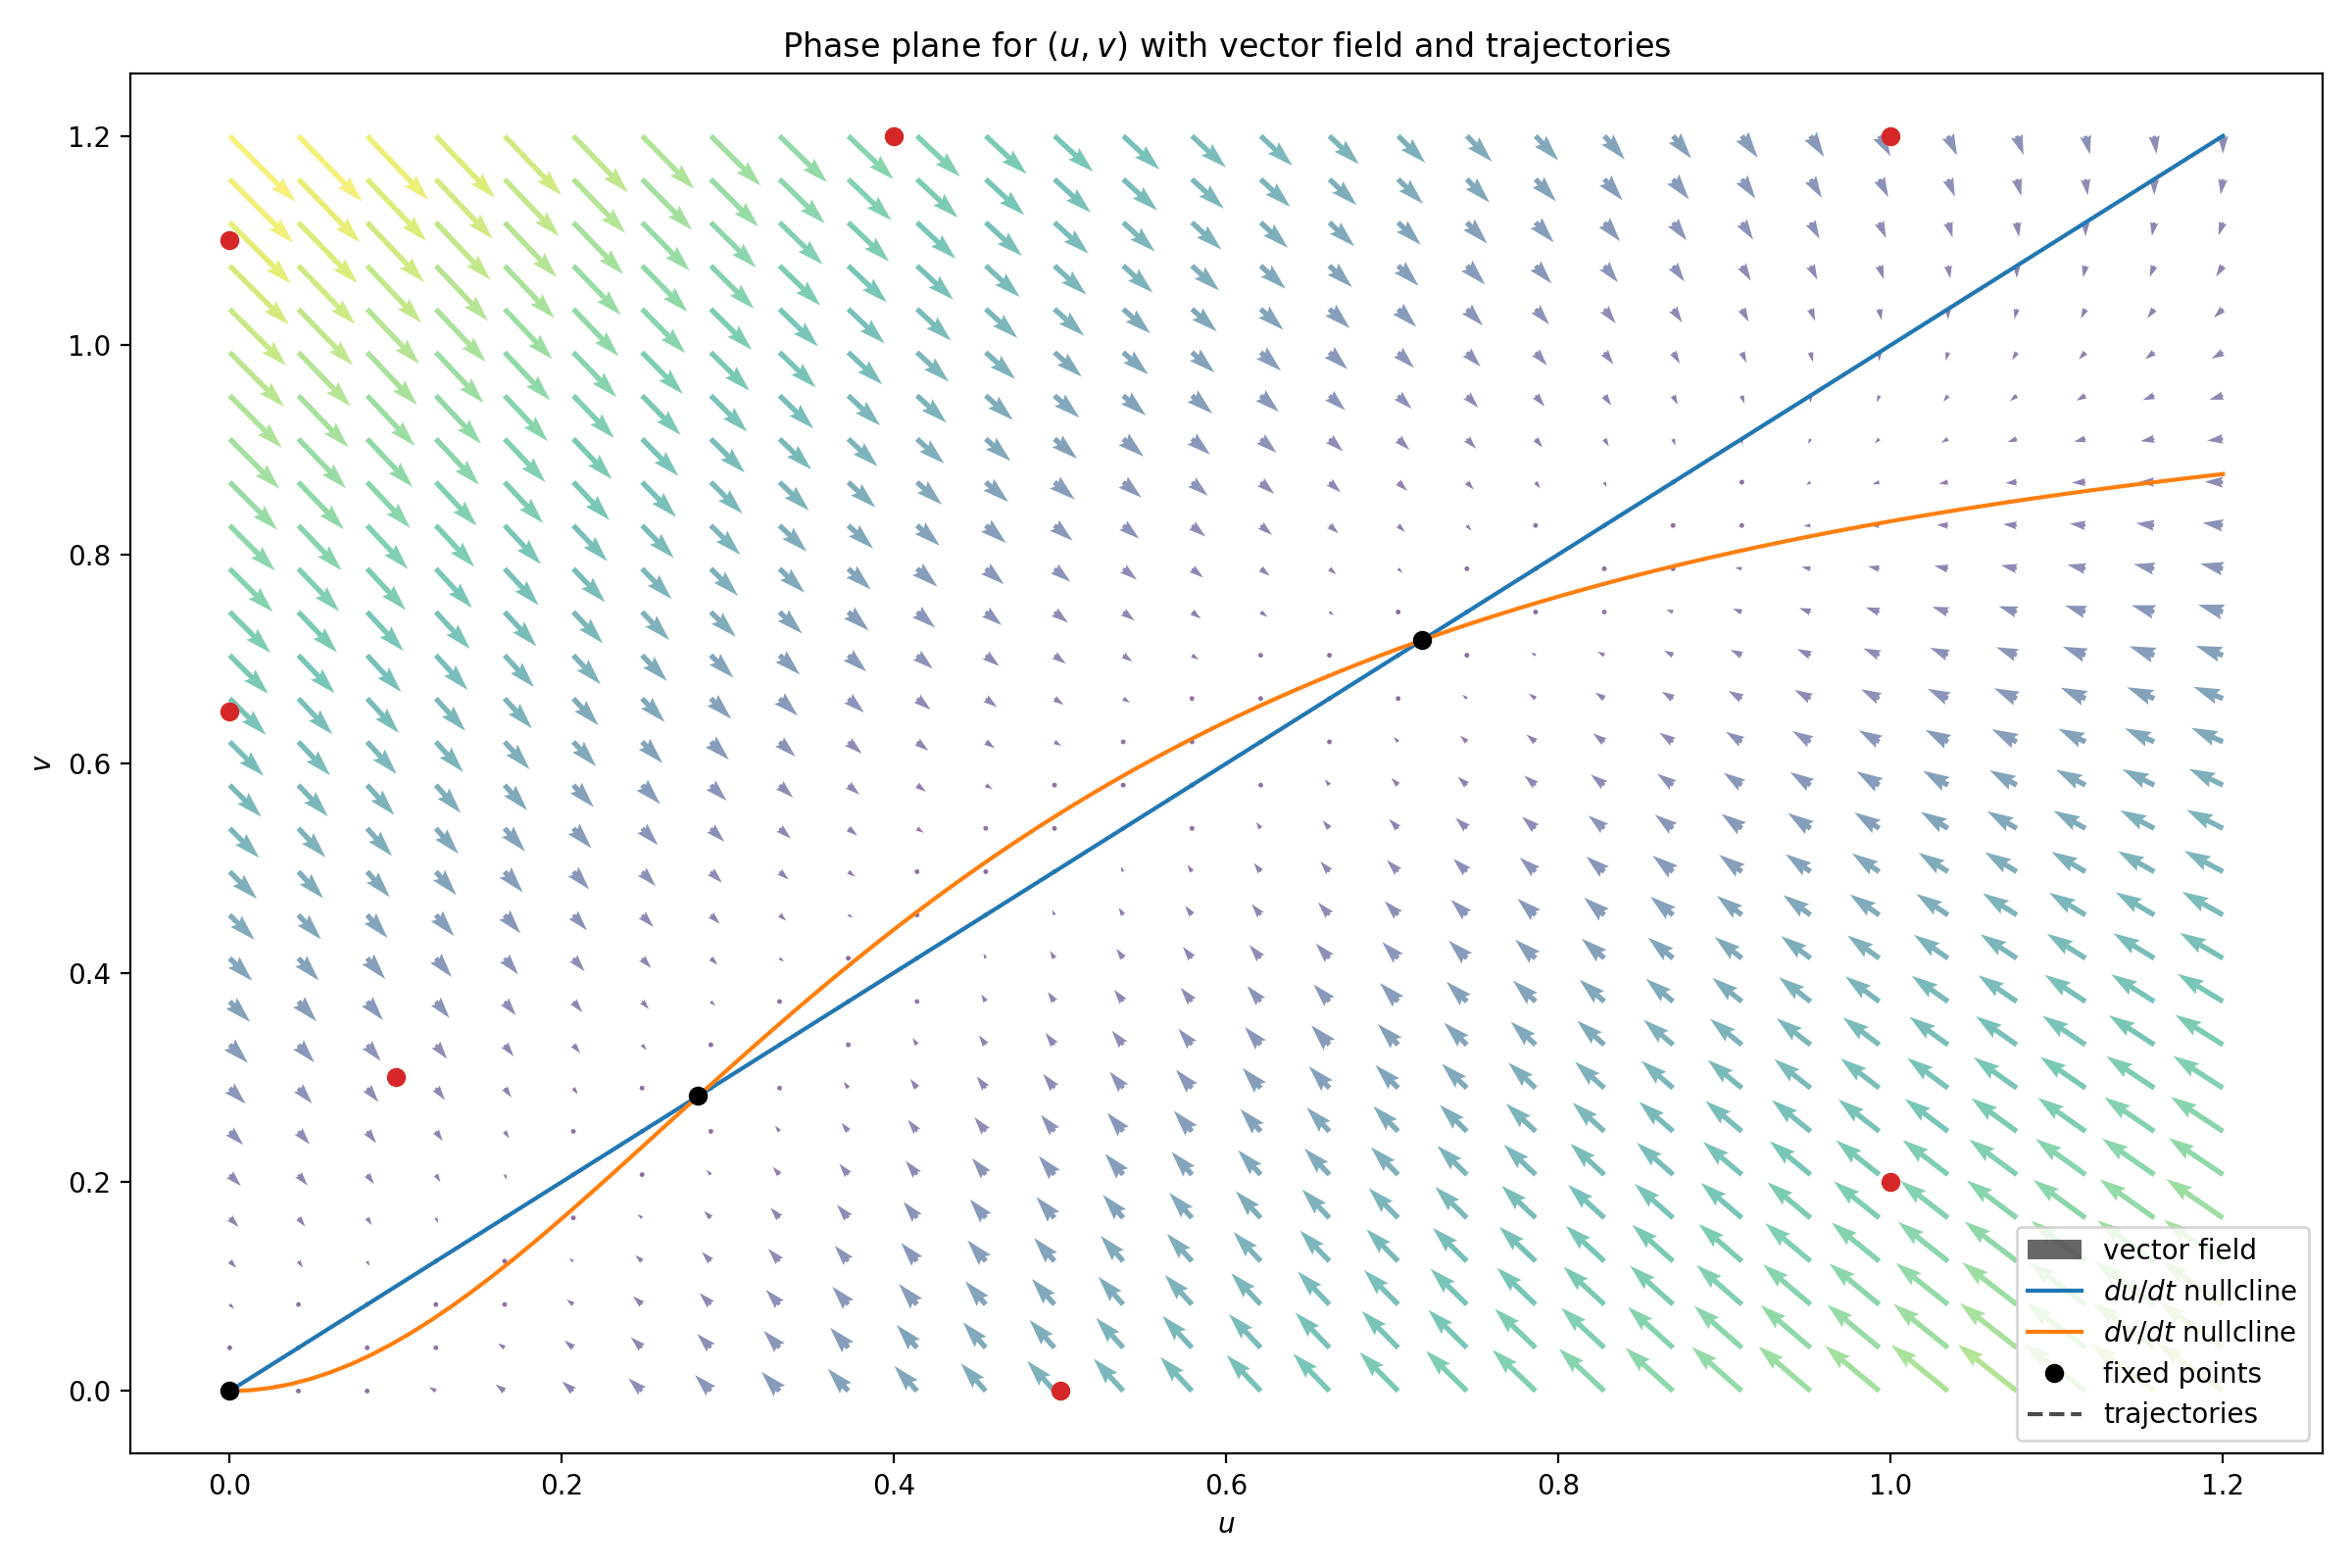 Phase plane for (u, v) with vector field and trajectories
1.2
1.0
0.8
0.6
0.4
0.2
0.0
v
0.0 0.2 0.4 0.6 0.8 1.0 1.2
u
vector field
du/dt nullcline
dv/dt nullcline
fixed points
trajectories